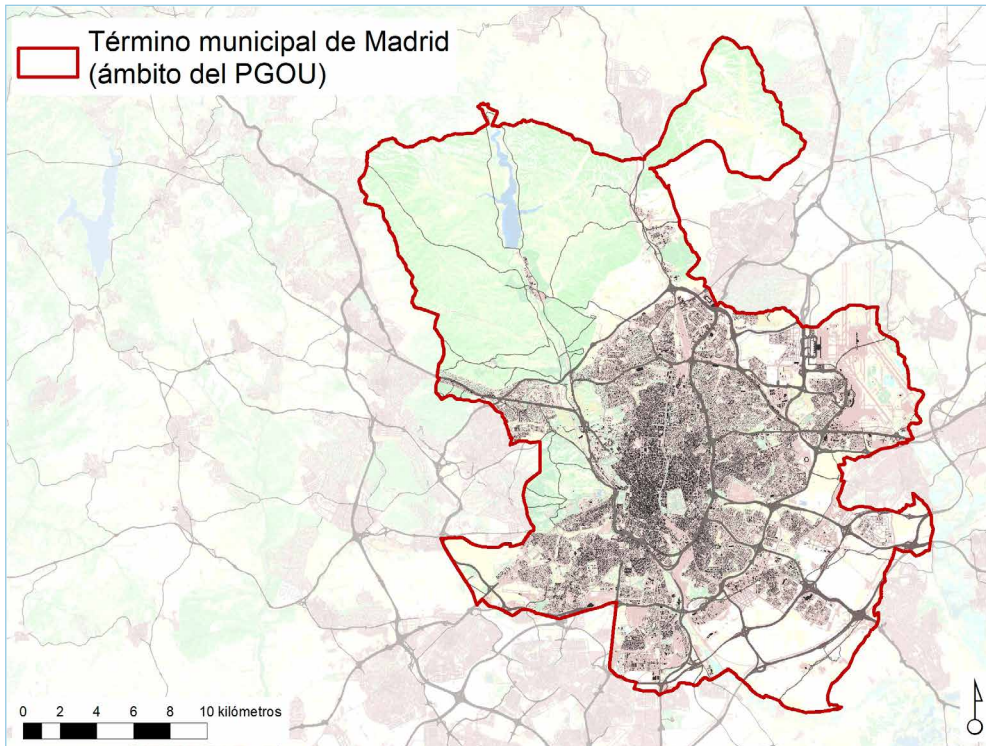 Término municipal de Madrid
(ámbito del PGOU)
0 2 4 6 8 10 kilómetros